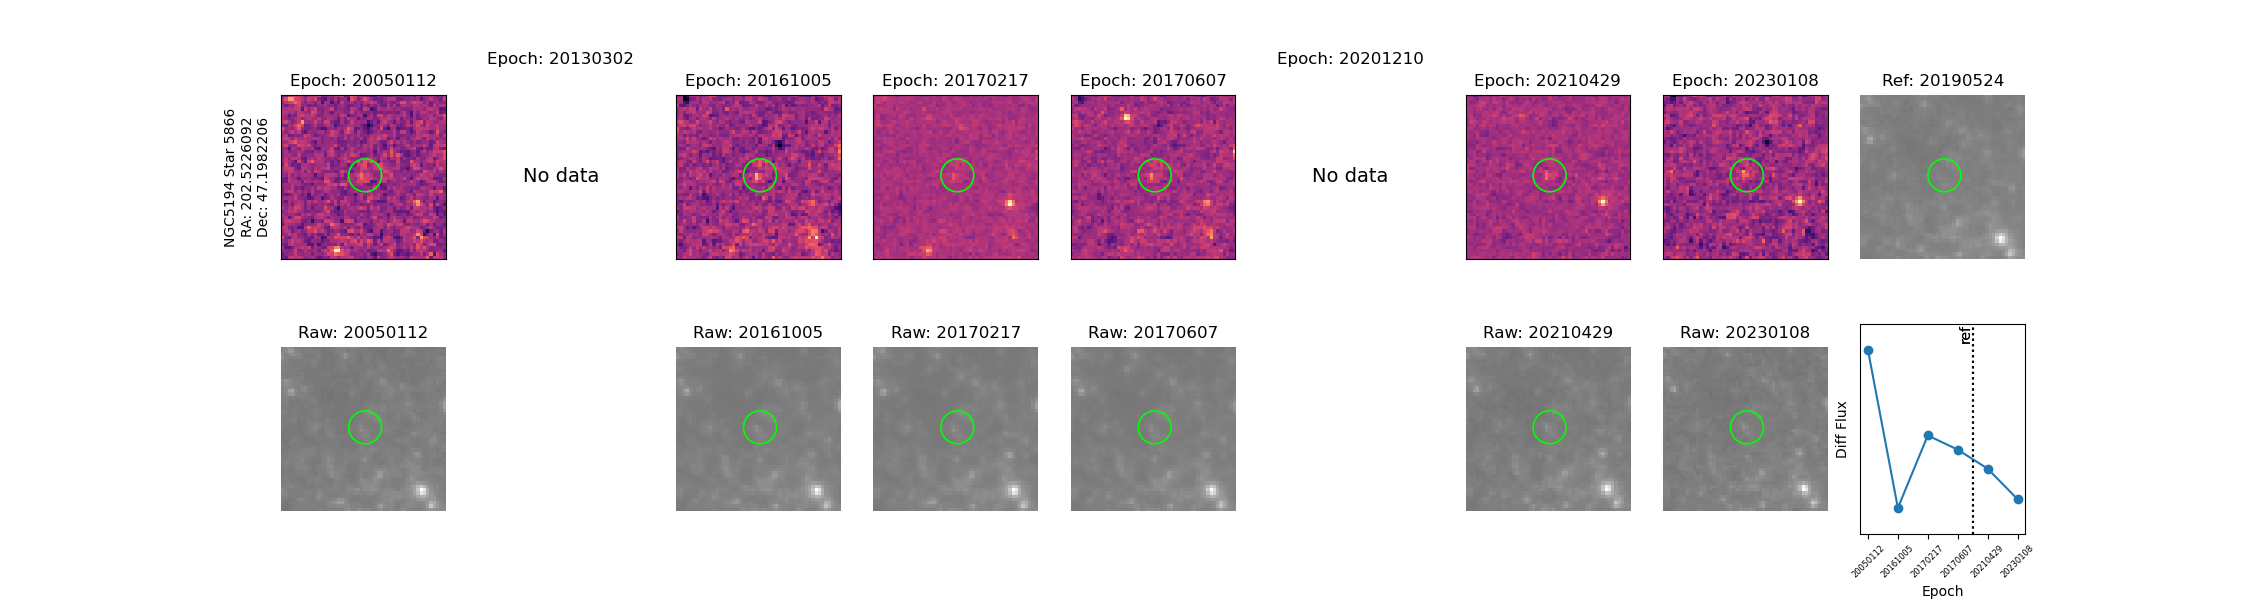 NGC5194 Star 5866
RA: 202.5226092
Dec: 47.1982206
Epoch: 20050112
Epoch: 20130302
No data
Epoch: 20161005
Epoch: 20170217
Epoch: 20170607
Epoch: 20201210
No data
Epoch: 20210429
Epoch: 20230108
Ref: 20190524
Raw: 20050112
Raw: 20161005
Raw: 20170217
Raw: 20170607
Raw: 20210429
Raw: 20230108
ref
Diff Flux
20050112
20161005
20170217
20170607
20210429
20230108
Epoch